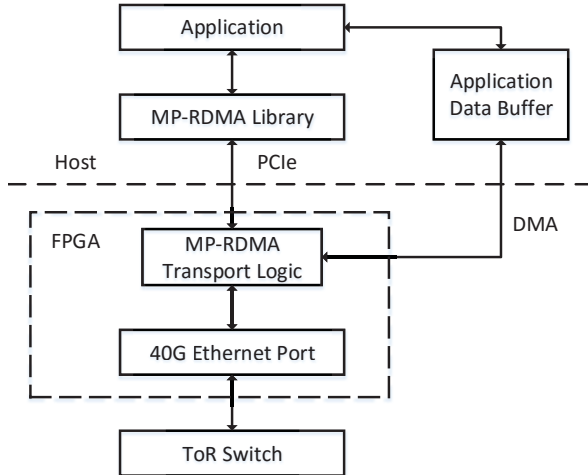 Application
Application
Data Buffer
MP-RDMA Library
Host
PCIe
FPGA
MP-RDMA
Transport Logic
DMA
40G Ethernet Port
ToR Switch